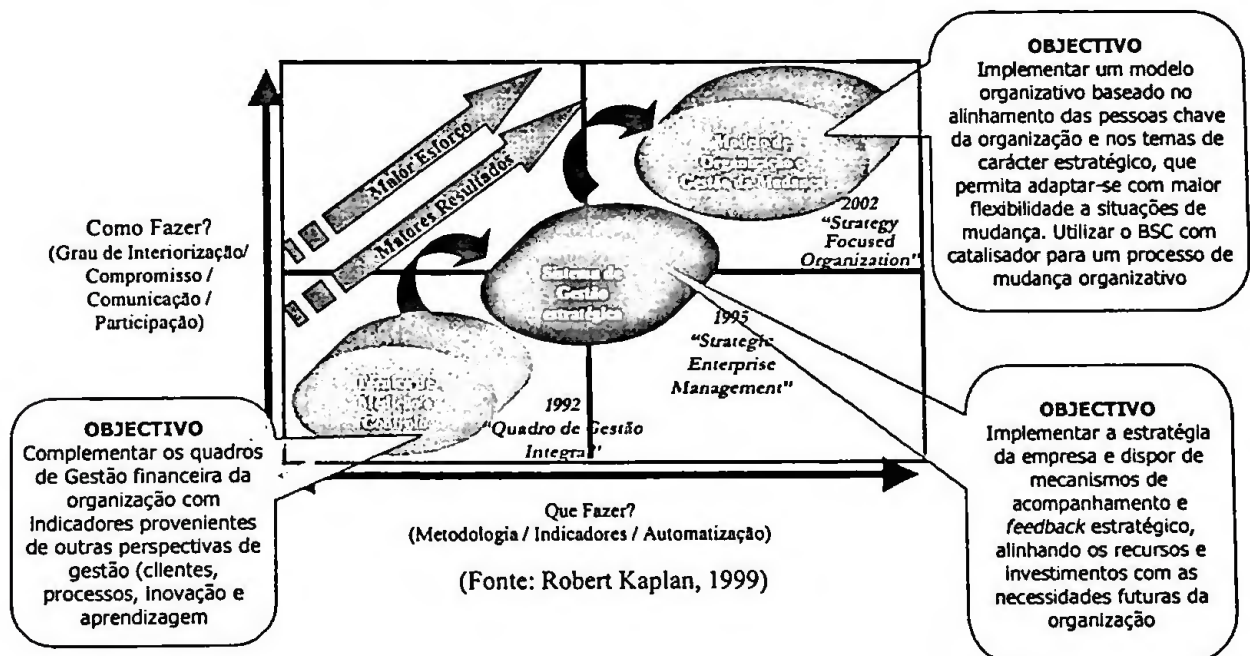 OBJECTIVO
Implementar um modelo
organizativo baseado no
alinhamento das pessoas chave
da organização e nos temas de
carácter estratégico, que
permita adaptar-se com maior
flexibilidade a situações de
mudança. Utilizar o BSC com
catalisador para um processo de
mudança organizativo
Maior Esforço
Maiores Resultados
Modelo de
Organização e
Gestão da Mudança
2002
"Strategy
Focused
Organization"
Como Fazer?
(Grau de Interiorização/
Compromisso /
Comunicação /
Participação)
Sistema de
Gestão
estratégica
1995
"Strategic
Enterprise
Management"
1992
"Quadro de Gestão
Integral"
OBJECTIVO
Complementar os quadros
de Gestão financeira da
organização com
indicadores provenientes
de outras perspectivas de
gestão (clientes,
processos, inovação e
aprendizagem
Que Fazer?
(Metodologia / Indicadores / Automatização)
(Fonte: Robert Kaplan, 1999)
OBJECTIVO
Implementar a estratégia
da empresa e dispor de
mecanismos de
acompanhamento e
feedback estratégico,
alinhando os recursos e
investimentos com as
necessidades futuras da
organização